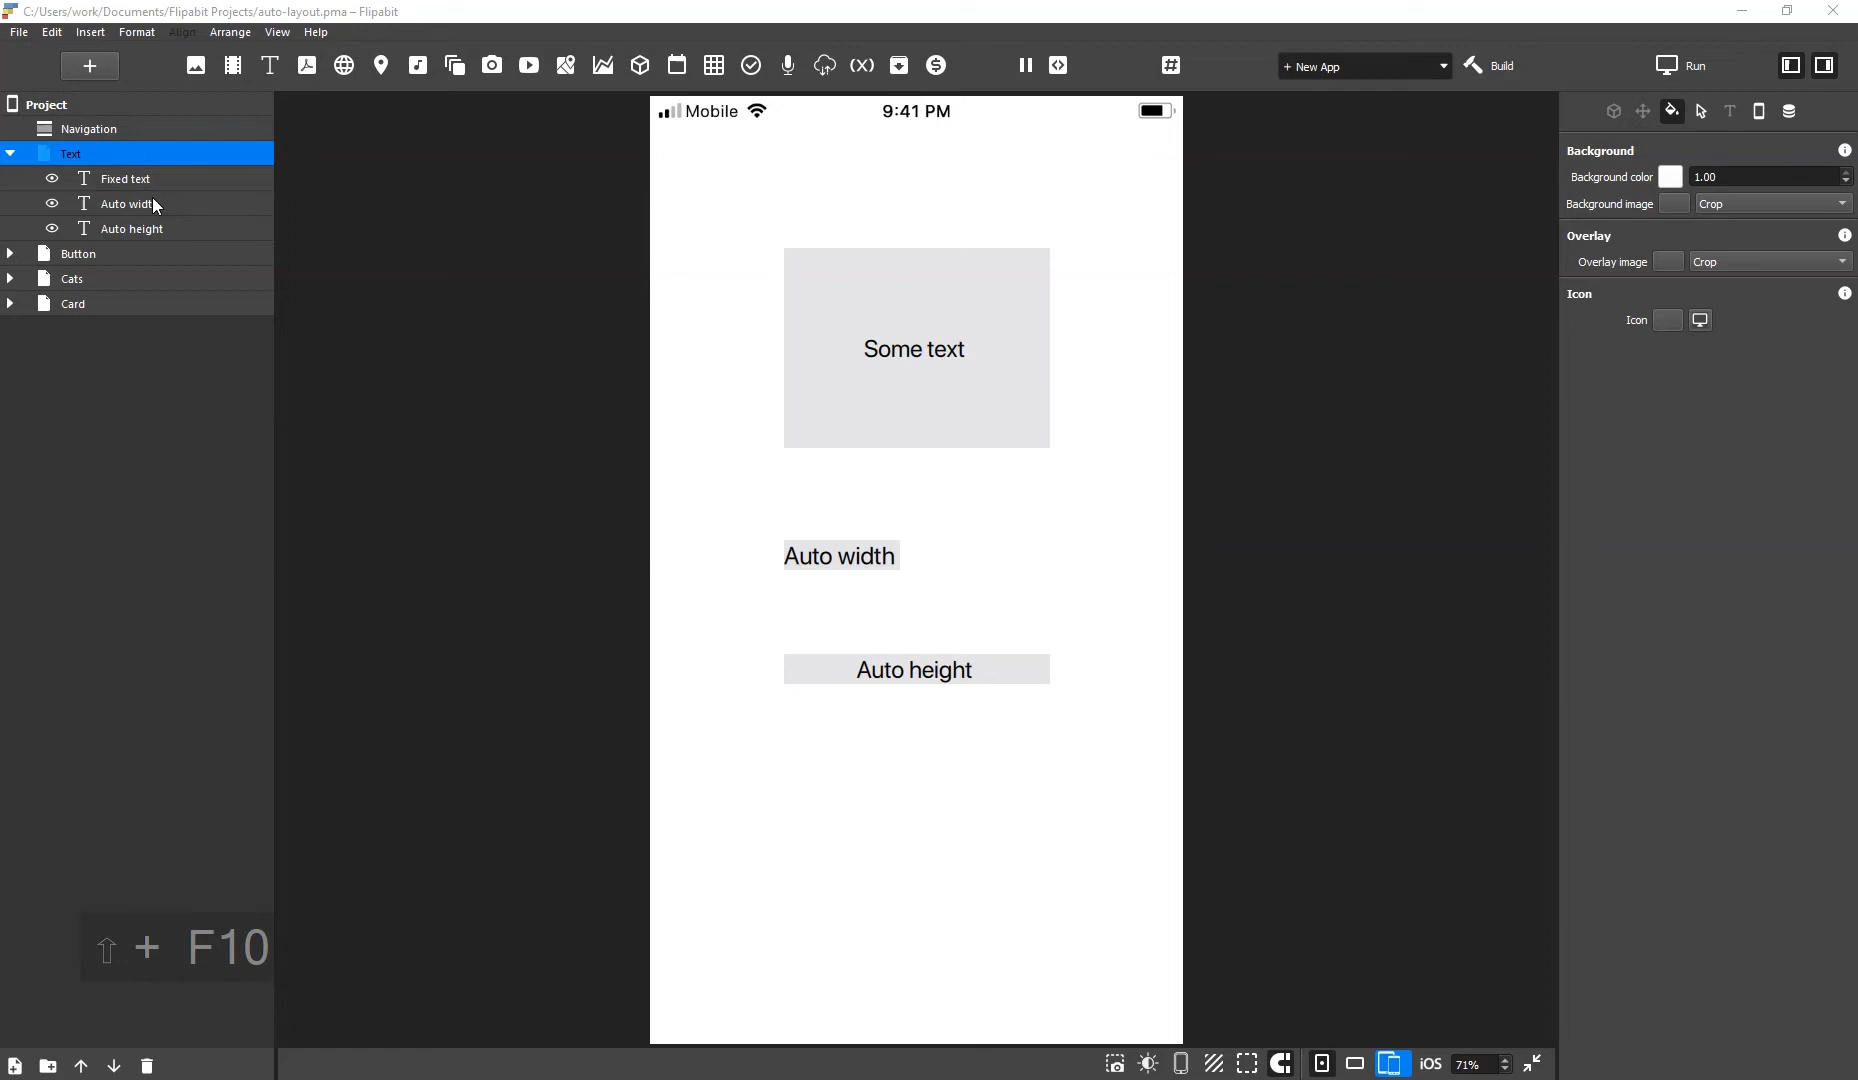 C:/Users/work/Documents/Flipabit Projects/auto-layout.pma – Flipabit
File Edit Insert Format Align Arrange View Help
+ New App Build Run
Project
Navigation
Text
Fixed text
Auto width
Auto height
Button
Cats
Card
⇧ + F10
Mobile 9:41 PM
Some text
Auto width
Auto height
Background
Background color 1.00
Background image Crop
Overlay
Overlay image Crop
Icon
Icon
iOS 71%